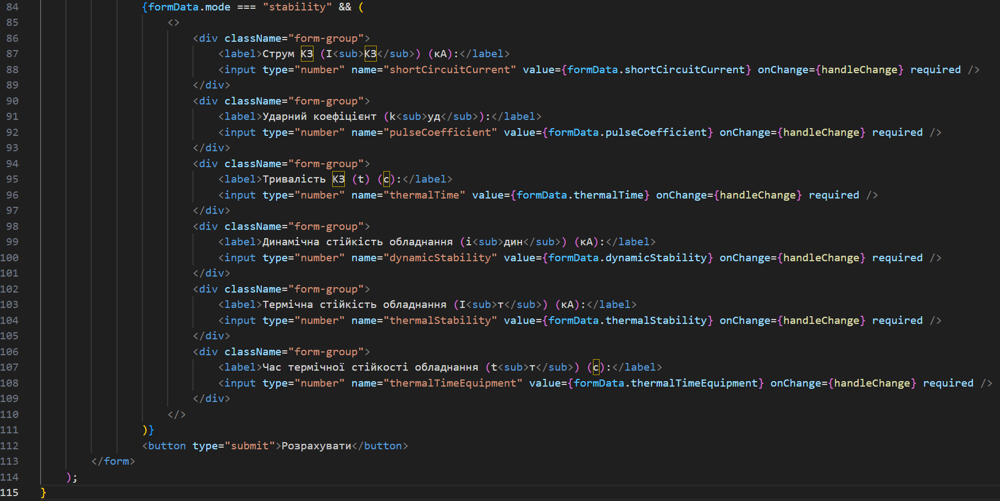 84 {formData.mode === "stability" && (
85 <>
86 <div className="form-group">
87 <label>Струм КЗ (I<sub>КЗ</sub>) (кА):</label>
88 <input type="number" name="shortCircuitCurrent" value={formData.shortCircuitCurrent} onChange={handleChange} required />
89 </div>
90 <div className="form-group">
91 <label>Ударний коефіцієнт (k<sub>уд</sub>):</label>
92 <input type="number" name="pulseCoefficient" value={formData.pulseCoefficient} onChange={handleChange} required />
93 </div>
94 <div className="form-group">
95 <label>Тривалість КЗ (t) (с):</label>
96 <input type="number" name="thermalTime" value={formData.thermalTime} onChange={handleChange} required />
97 </div>
98 <div className="form-group">
99 <label>Динамічна стійкість обладнання (i<sub>дин</sub>) (кА):</label>
100 <input type="number" name="dynamicStability" value={formData.dynamicStability} onChange={handleChange} required />
101 </div>
102 <div className="form-group">
103 <label>Термічна стійкість обладнання (I<sub>т</sub>) (кА):</label>
104 <input type="number" name="thermalStability" value={formData.thermalStability} onChange={handleChange} required />
105 </div>
106 <div className="form-group">
107 <label>Час термічної стійкості обладнання (t<sub>т</sub>) (с):</label>
108 <input type="number" name="thermalTimeEquipment" value={formData.thermalTimeEquipment} onChange={handleChange} required />
109 </div>
110 </>
111 )}
112 <button type="submit">Розрахувати</button>
113 </form>
114 );
115 }